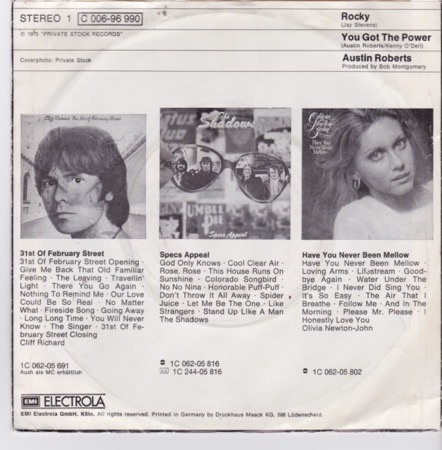 STEREO 1 C 006-96 990
℗ 1975 "PRIVATE STOCK RECORDS"
Coverphoto: Private Stock
Rocky
(Jay Stevens)
You Got The Power
(Austin Roberts/Kenny O'Dell)
Austin Roberts
Produced by Bob Montgomery
Cliff Richard The 31st of February Street
The Shadows
Specs Appeal
Olivia Newton-John
Have You Never Been Mellow
31st Of February Street
31st Of February Street Opening ·
Give Me Back That Old Familiar
Feeling · The Leaving · Travellin'
Light · There You Go Again ·
Nothing To Remind Me · Our Love
Could Be So Real · No Matter
What · Fireside Song · Going Away
· Long Long Time · You Will Never
Know · The Singer · 31st Of Fe-
bruary Street Closing
Cliff Richard
1C 062-05 691
Auch als MC erhältlich
Specs Appeal
God Only Knows · Cool Clear Air ·
Rose, Rose · This House Runs On
Sunshine · Colorado Songbird ·
No No Nina · Honorable Puff-Puff ·
Don't Throw It All Away · Spider
Juice · Let Me Be The One · Like
Strangers · Stand Up Like A Man
The Shadows
1C 062-05 816
1C 244-05 816
Have You Never Been Mellow
Have You Never Been Mellow ·
Loving Arms · Lifestream · Good-
bye Again · Water Under The
Bridge · I Never Did Sing You ·
It's So Easy · The Air That I
Breathe · Follow Me · And In The
Morning · Please Mr. Please · I
Honestly Love You
Olivia Newton-John
1C 062-05 802
EMI ELECTROLA
EMI Electrola GmbH, Köln. All rights reserved. Printed in Germany by Druckhaus Maack KG, 588 Lüdenscheid.